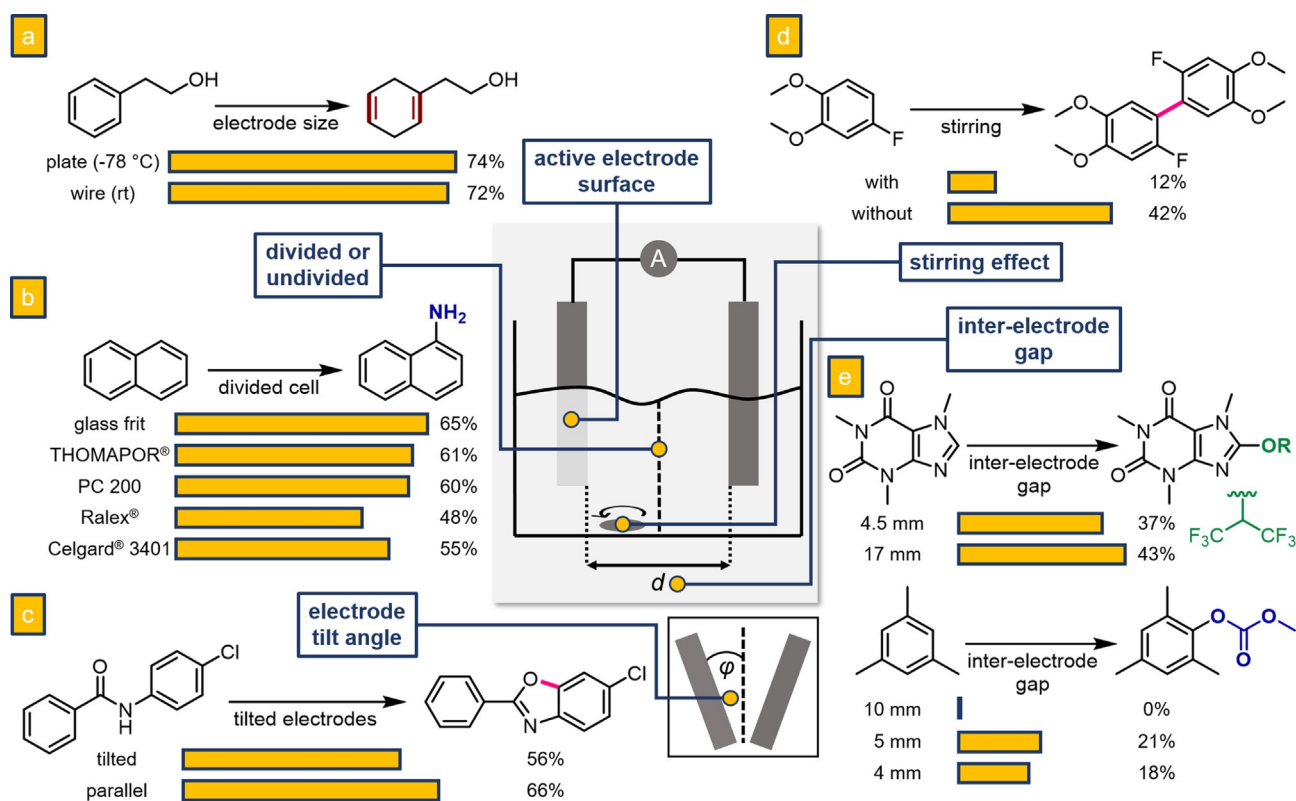 a
OH
electrode size
OH
plate (-78 °C)
74%
wire (rt)
72%
active electrode
surface
divided or
undivided
A
stirring effect
inter-electrode
gap
d
electrode
tilt angle
φ
b
divided cell
NH2
glass frit
65%
THOMAPOR®
61%
PC 200
60%
Ralex®
48%
Celgard® 3401
55%
c
O
N
H
Cl
tilted electrodes
O
N
Cl
tilted
56%
parallel
66%
d
O
O
F
stirring
F
O
O
O
O
F
with
12%
without
42%
e
O
N
N
O
N
N
inter-electrode
gap
O
N
N
O
N
N
OR
F3C
CF3
4.5 mm
37%
17 mm
43%
inter-electrode
gap
O
O
O
10 mm
0%
5 mm
21%
4 mm
18%